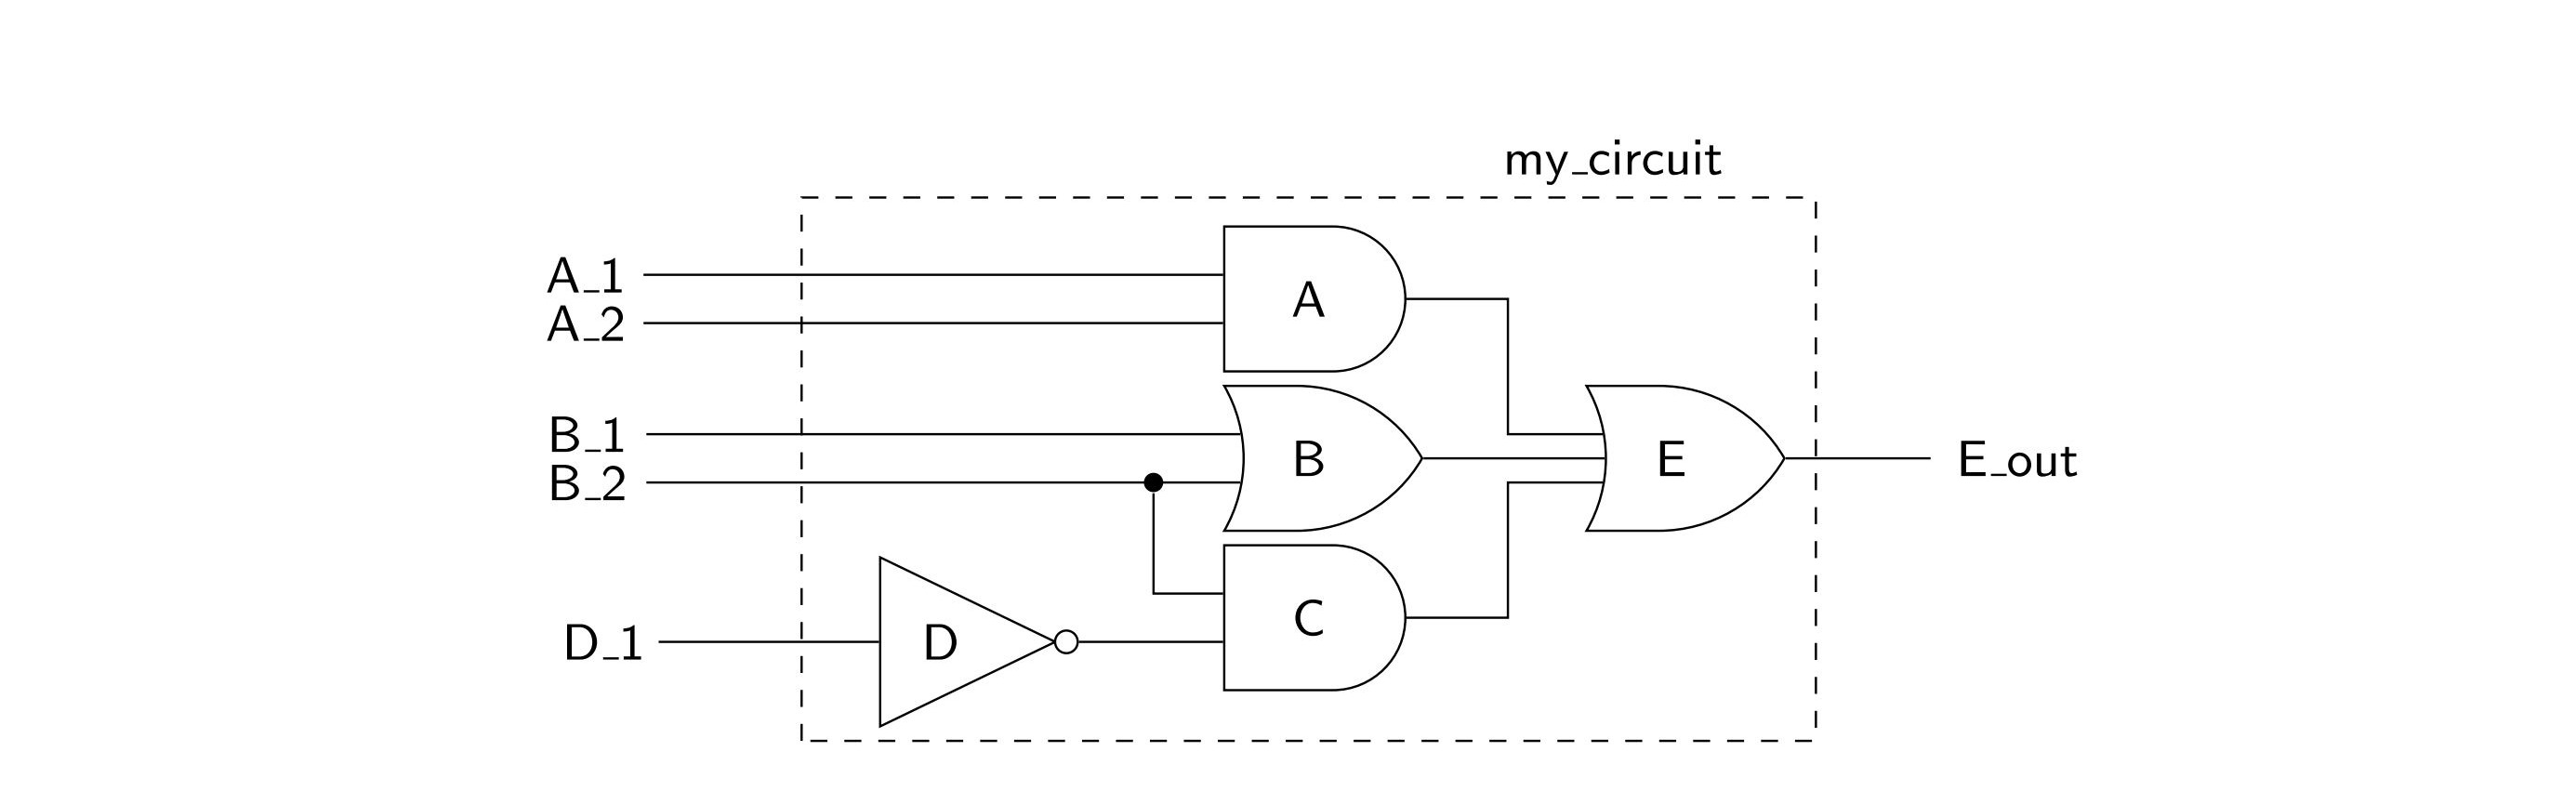 my_circuit
A_1
A_2
A
B_1
B_2
B
E
E_out
C
D_1
D